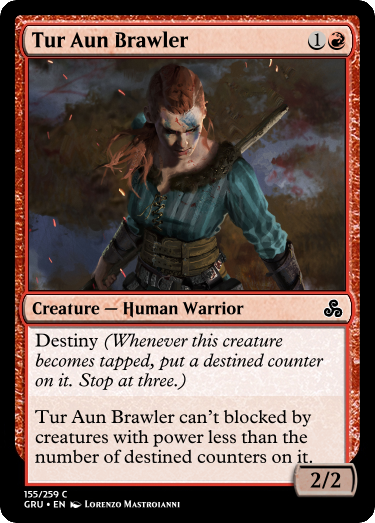 Tur Aun Brawler 1
Creature — Human Warrior
Destiny (Whenever this creature
becomes tapped, put a destined counter
on it. Stop at three.)
Tur Aun Brawler can't blocked by
creatures with power less than the
number of destined counters on it.
2/2
155/259 C
GRU • EN Lorenzo Mastroianni